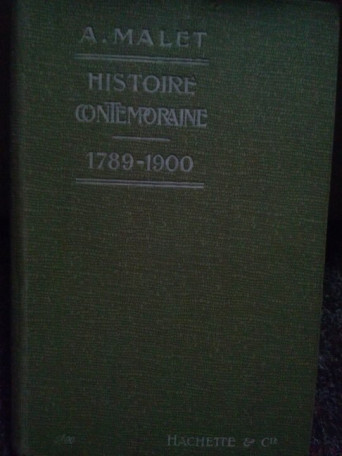 A. MALET
HISTOIRE
CONTEMPORAINE
1789-1900
HACHETTE & Cie